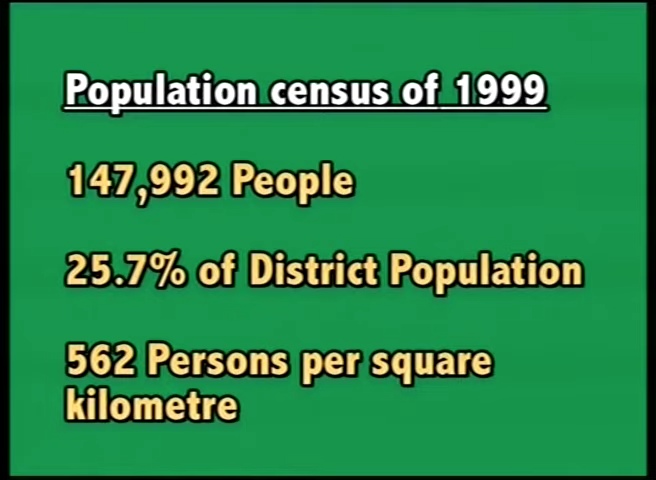 Population census of 1999
147,992 People
25.7% of District Population
562 Persons per square
kilometre